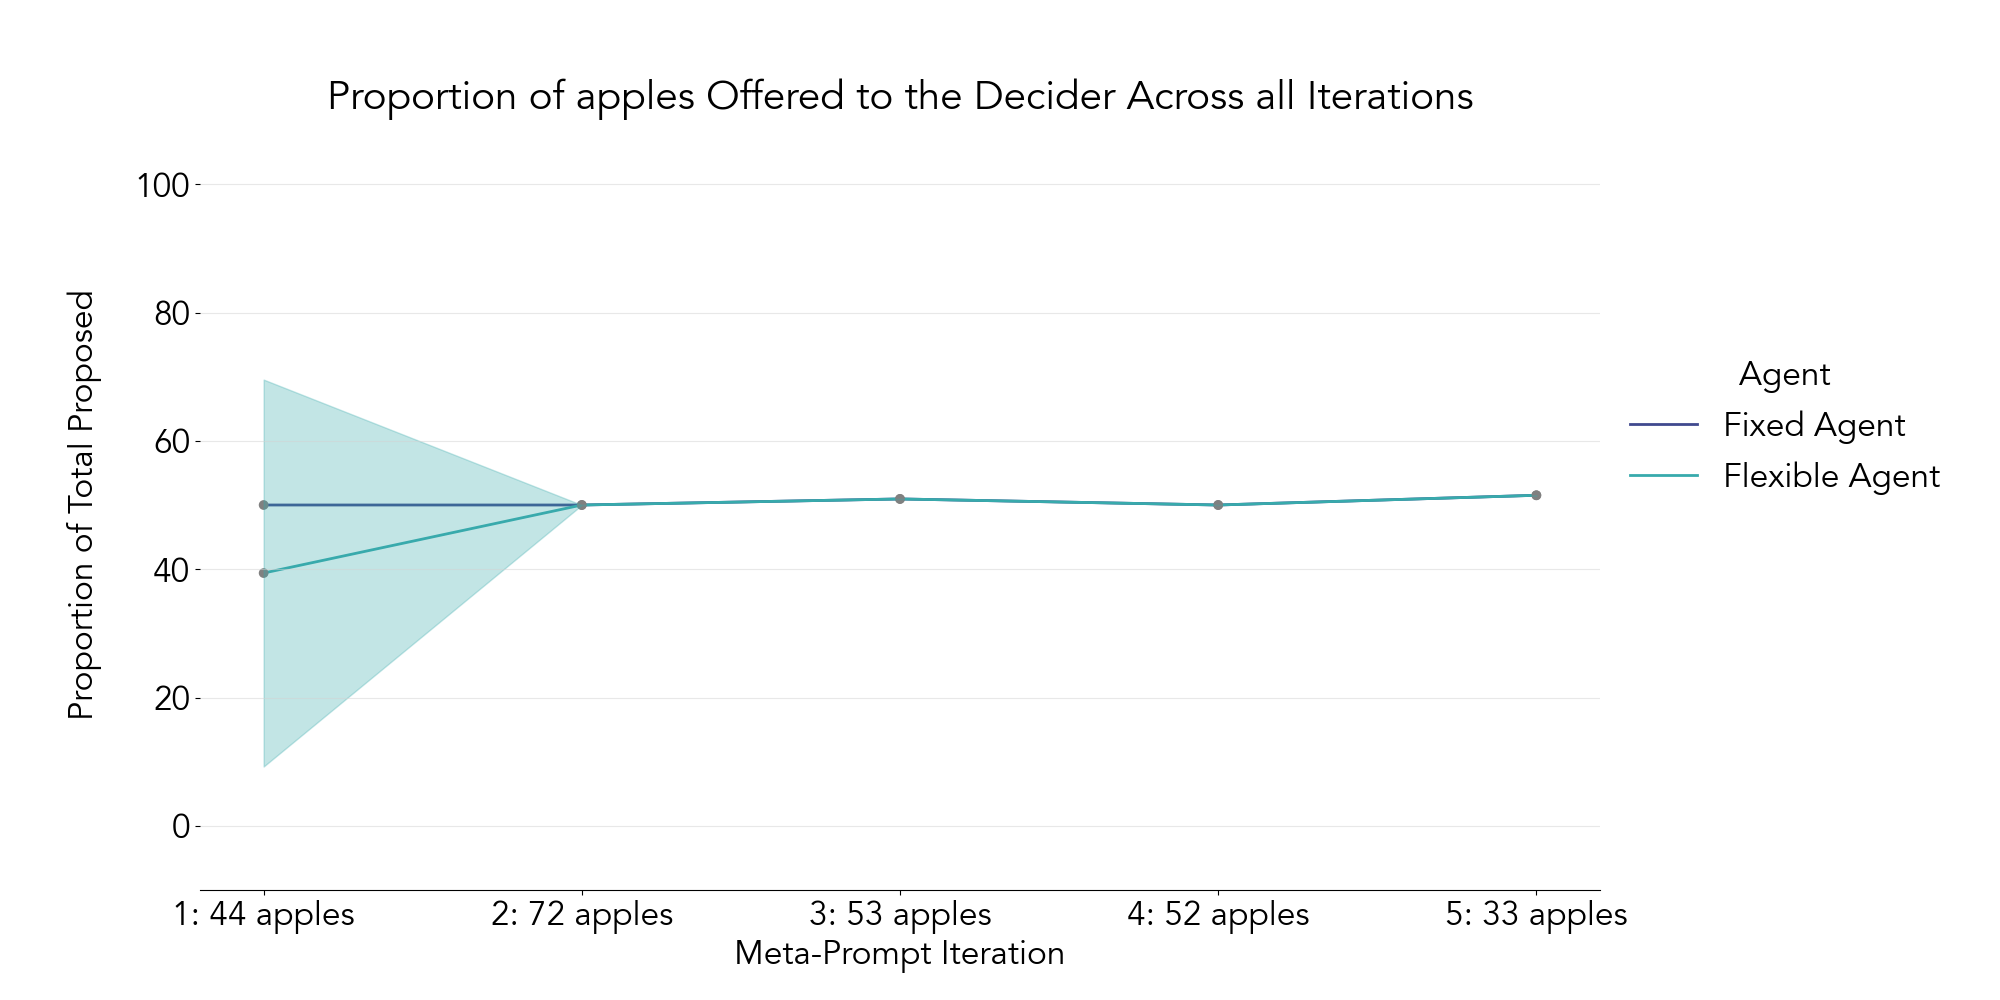 Proportion of apples Offered to the Decider Across all Iterations
Proportion of Total Proposed
100
80
60
40
20
0
1: 44 apples
2: 72 apples
3: 53 apples
4: 52 apples
5: 33 apples
Meta-Prompt Iteration
Agent
Fixed Agent
Flexible Agent